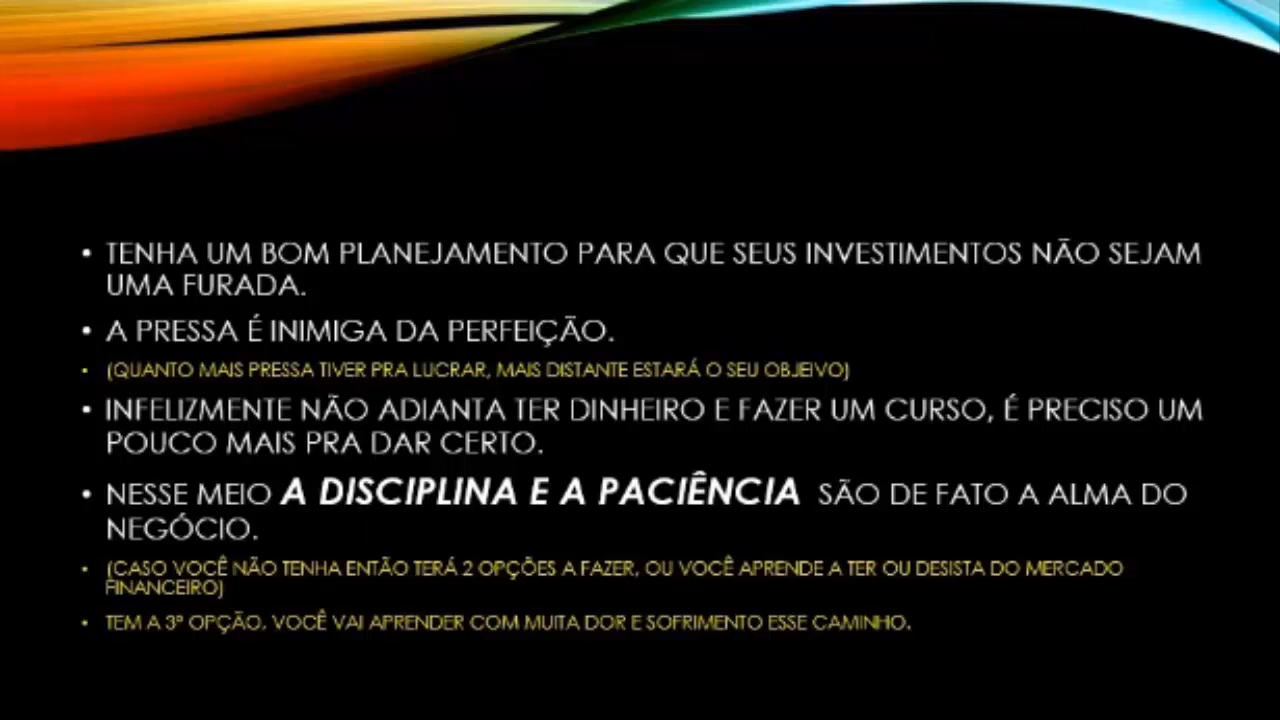 • TENHA UM BOM PLANEJAMENTO PARA QUE SEUS INVESTIMENTOS NÃO SEJAM
UMA FURADA.
• A PRESSA É INIMIGA DA PERFEIÇÃO.
• (QUANTO MAIS PRESSA TIVER PRA LUCRAR, MAIS DISTANTE ESTARÁ O SEU OBJEIVO)
• INFELIZMENTE NÃO ADIANTA TER DINHEIRO E FAZER UM CURSO, É PRECISO UM
POUCO MAIS PRA DAR CERTO.
• NESSE MEIO A DISCIPLINA E A PACIÊNCIA SÃO DE FATO A ALMA DO
NEGÓCIO.
• (CASO VOCÊ NÃO TENHA ENTÃO TERÁ 2 OPÇÕES A FAZER, OU VOCÊ APRENDE A TER OU DESISTA DO MERCADO
FINANCEIRO)
• TEM A 3ª OPÇÃO, VOCÊ VAI APRENDER COM MUITA DOR E SOFRIMENTO ESSE CAMINHO.